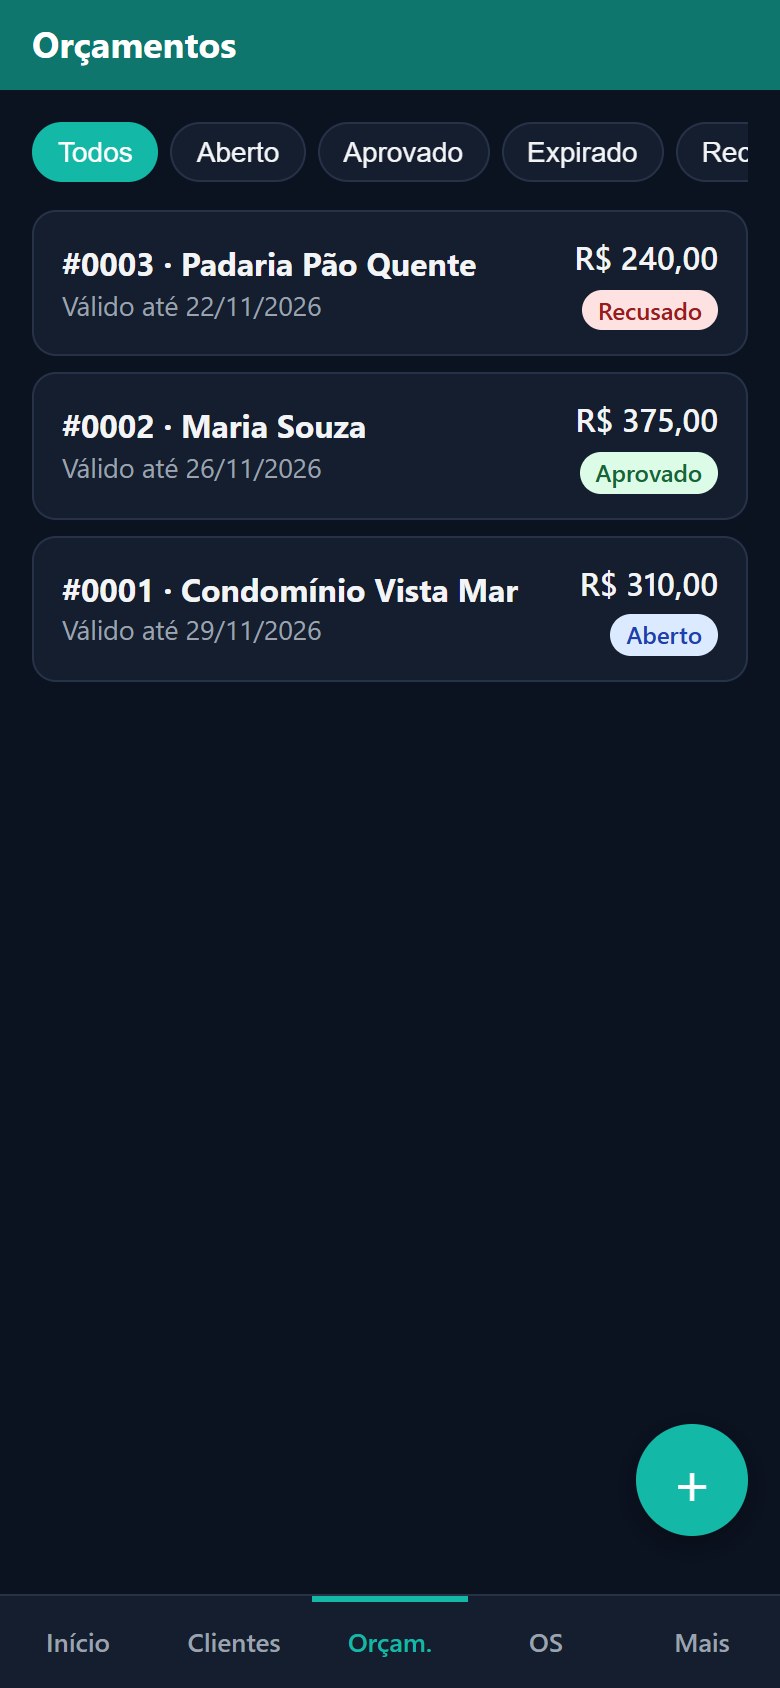 Orçamentos
Todos Aberto Aprovado Expirado Rec
#0003 · Padaria Pão Quente R$ 240,00
Válido até 22/11/2026 Recusado
#0002 · Maria Souza R$ 375,00
Válido até 26/11/2026 Aprovado
#0001 · Condomínio Vista Mar R$ 310,00
Válido até 29/11/2026 Aberto
+
Início Clientes Orçam. OS Mais